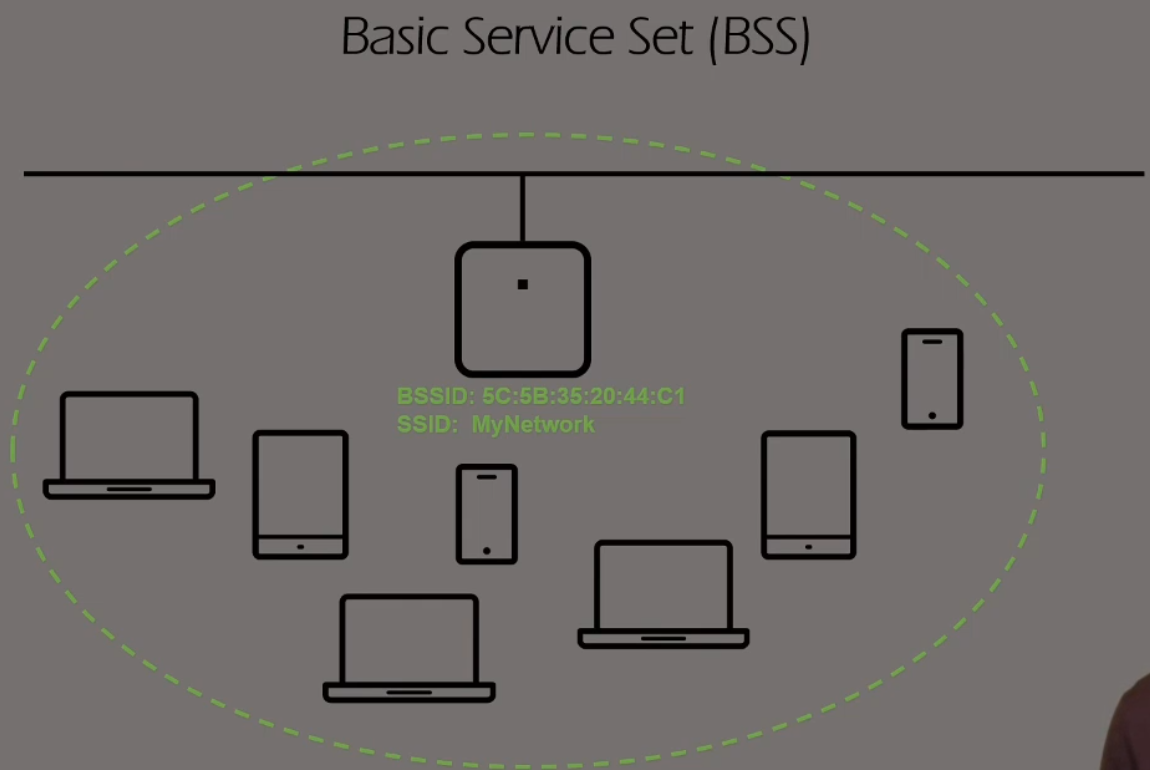 Basic Service Set (BSS)
BSSID: 5C:5B:35:20:44:C1
SSID: MyNetwork